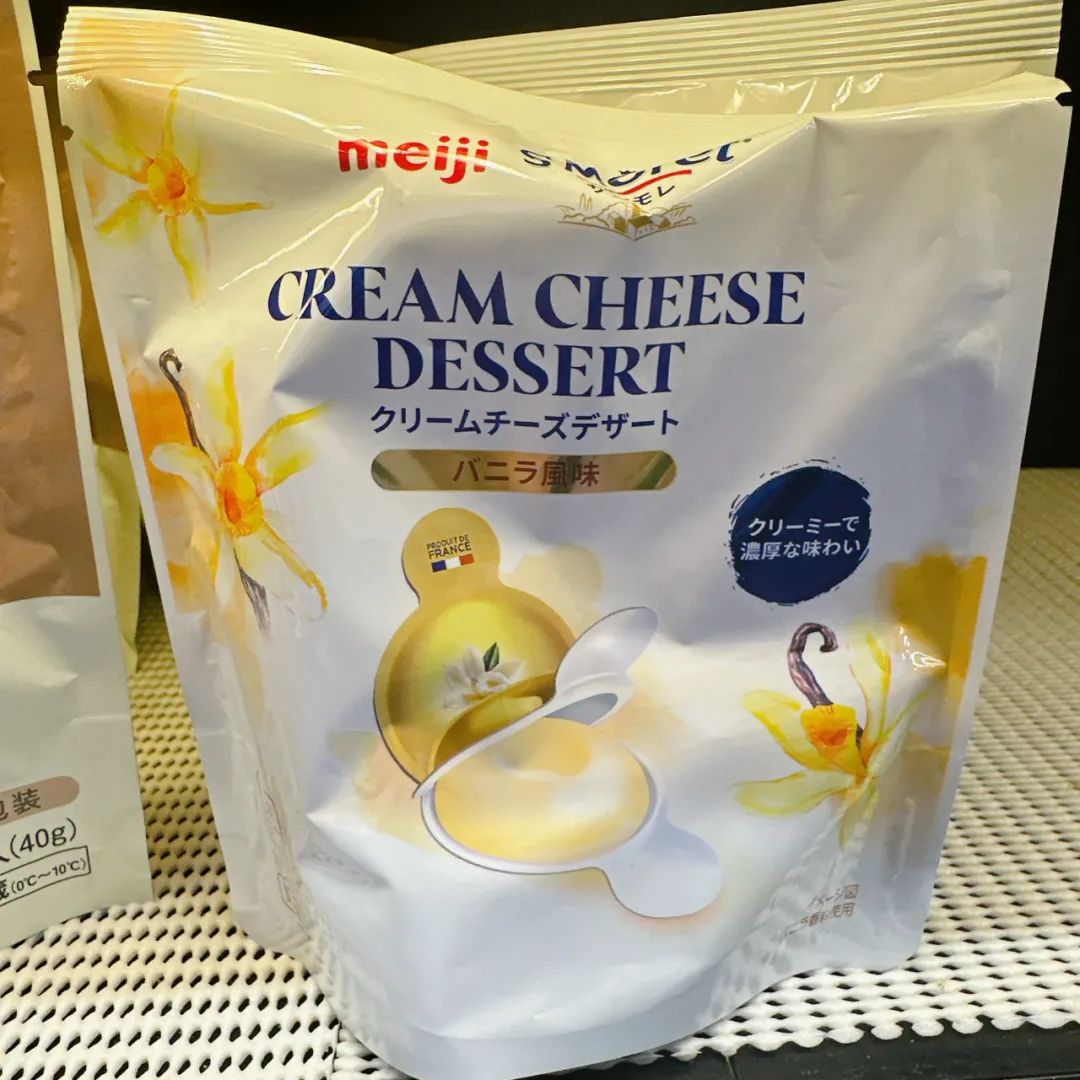 meiji
CREAM CHEESE
DESSERT
クリームチーズデザート
バニラ風味
PRODUIT DE
FRANCE
クリーミーで
濃厚な味わい
イメージ図
バニラ香料使用
包装
(40g)
(0℃〜10℃)